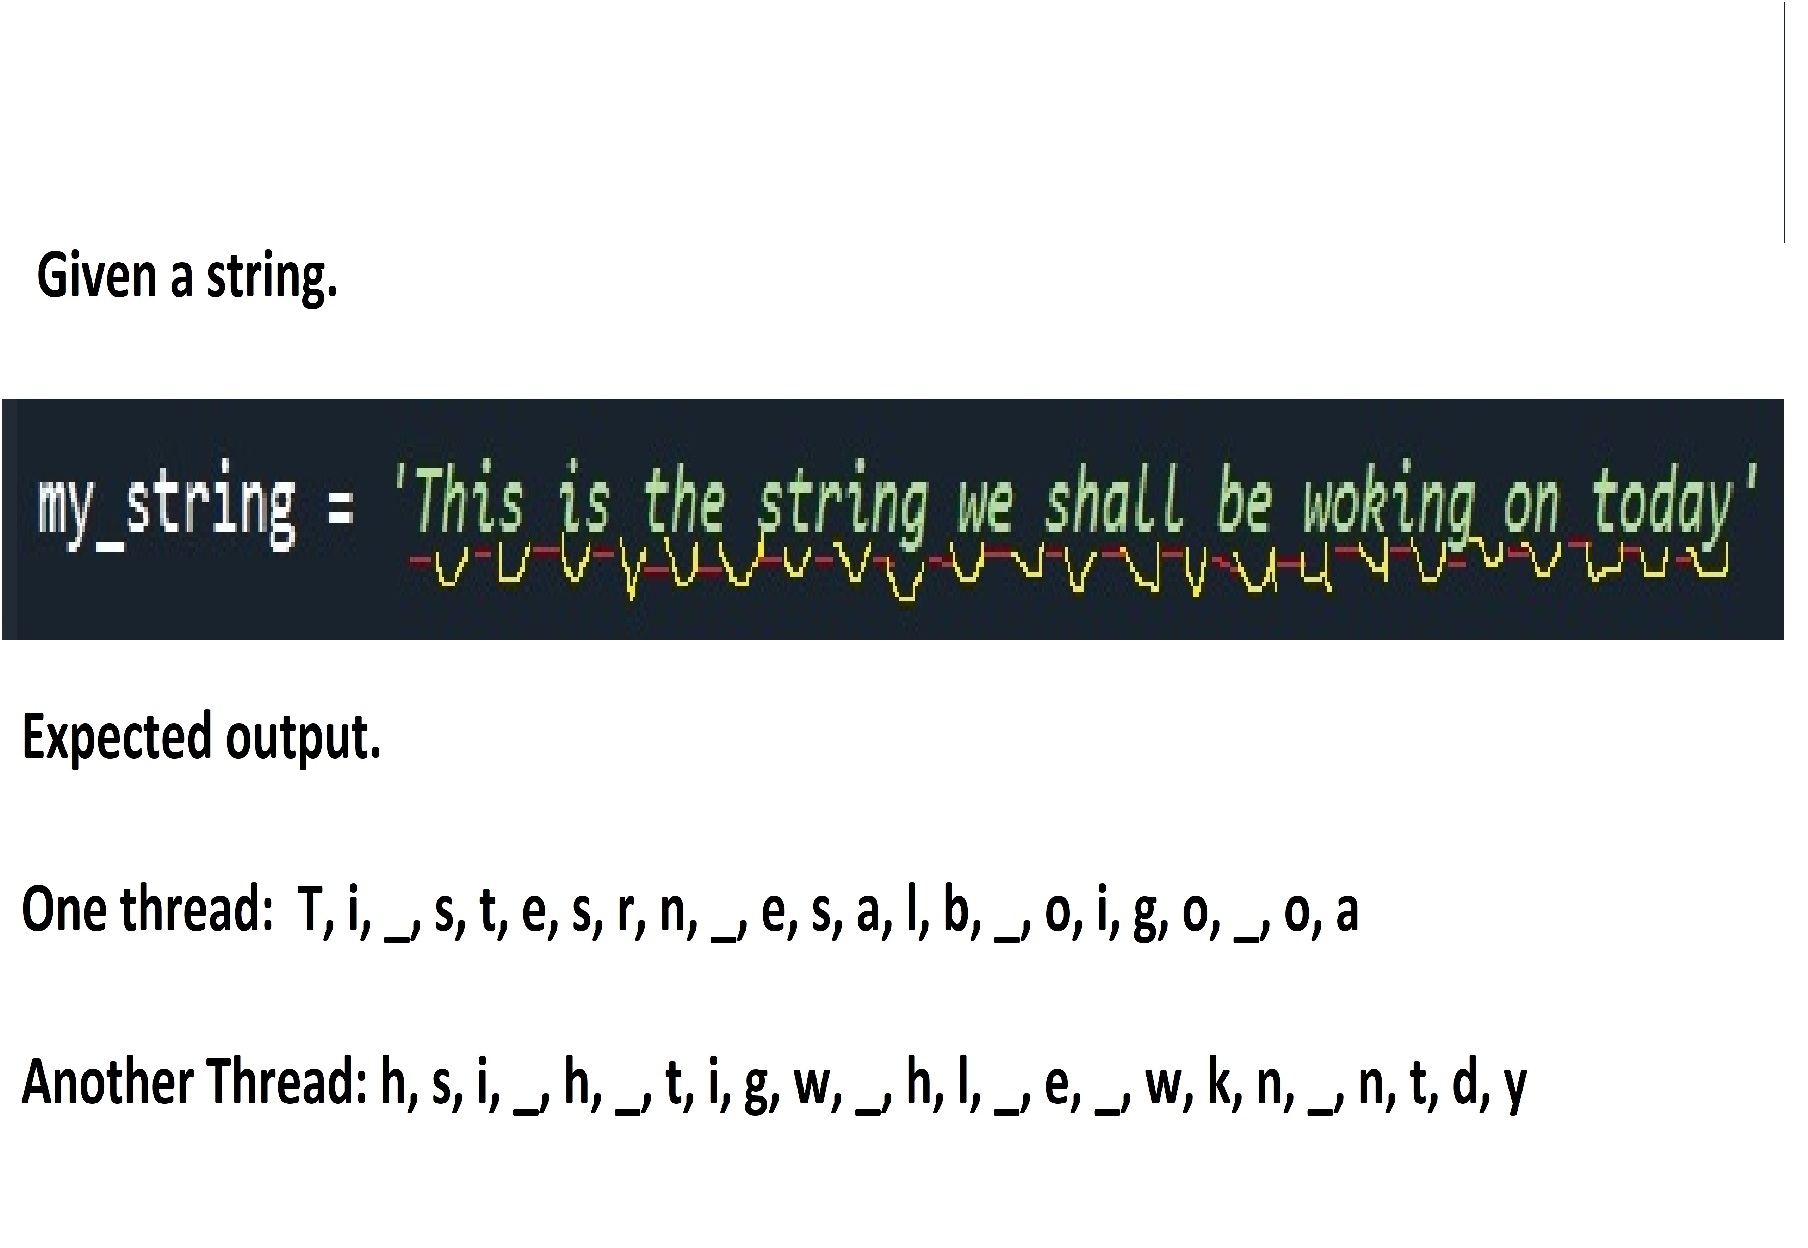 Given a string.
my_string = 'This is the string we shall be woking on today'
Expected output.
One thread: T, i, _, s, t, e, s, r, n, _, e, s, a, l, b, _, o, i, g, o, _, o, a
Another Thread: h, s, i, _, h, _, t, i, g, w, _, h, l, _, e, _, w, k, n, _, n, t, d, y